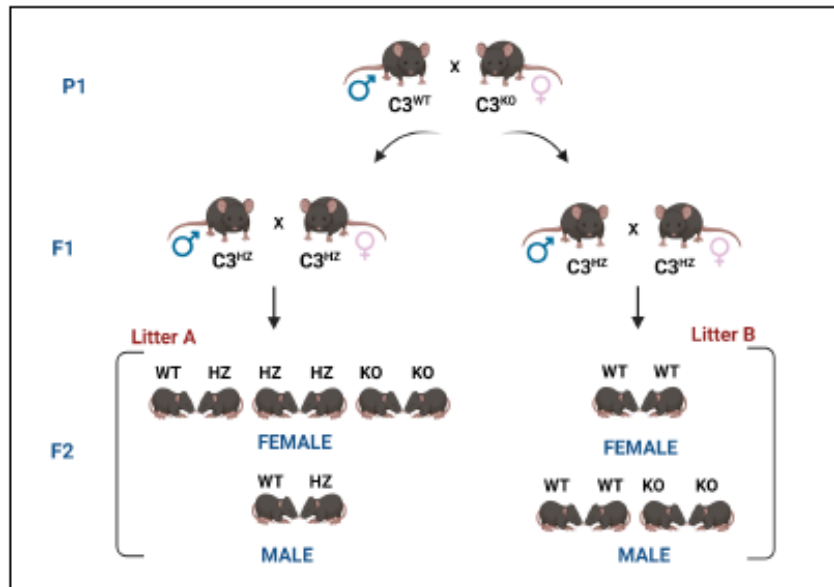 P1
♂ x ♀
C3ᵂᵀ C3ᴷᴼ
F1
♂ x ♀ ♂ x ♀
C3ᴴᶻ C3ᴴᶻ C3ᴴᶻ C3ᴴᶻ
Litter A Litter B
WT HZ HZ HZ KO KO WT WT
F2
FEMALE FEMALE
WT HZ WT WT KO KO
MALE MALE